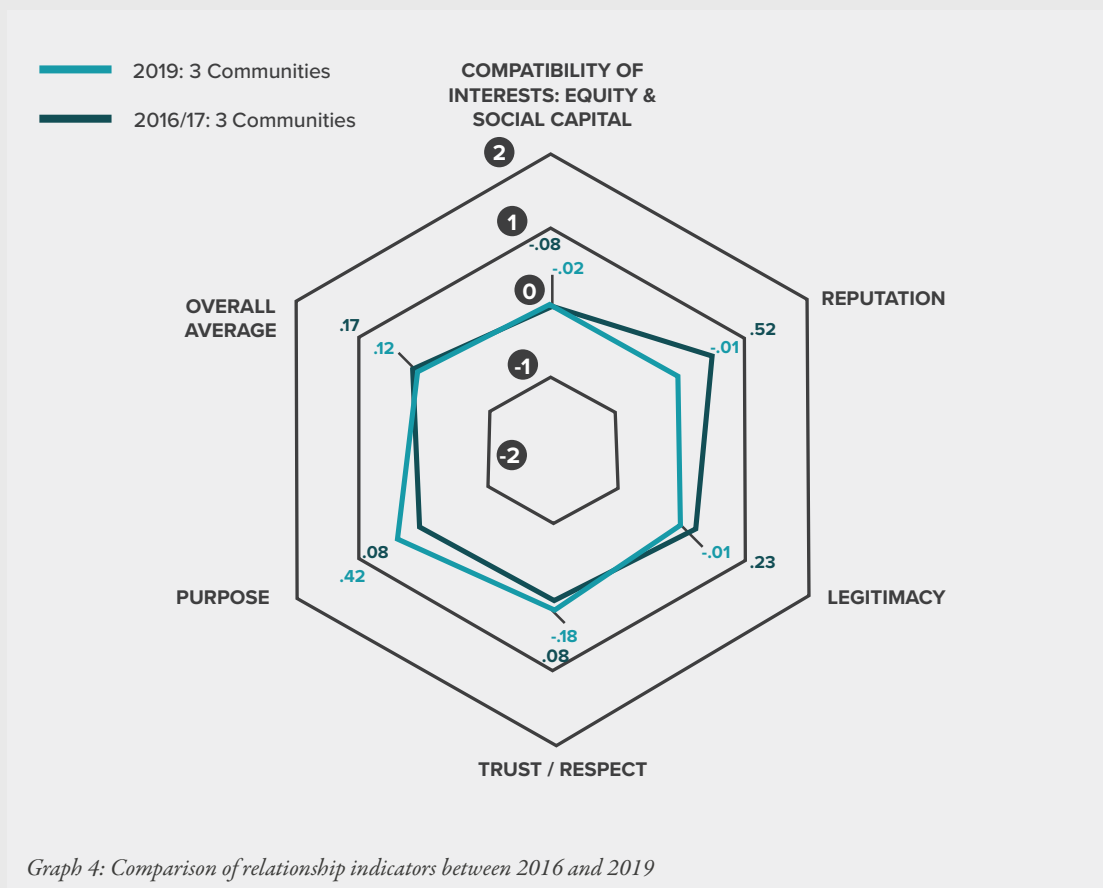 2019: 3 Communities
2016/17: 3 Communities
COMPATIBILITY OF
INTERESTS: EQUITY &
SOCIAL CAPITAL
2
1
-.08
-.02
0
OVERALL
AVERAGE
REPUTATION
.17
.52
.12
-.01
-1
-2
.08
.42
-.01
.23
PURPOSE
LEGITIMACY
-.18
.08
TRUST / RESPECT
Graph 4: Comparison of relationship indicators between 2016 and 2019